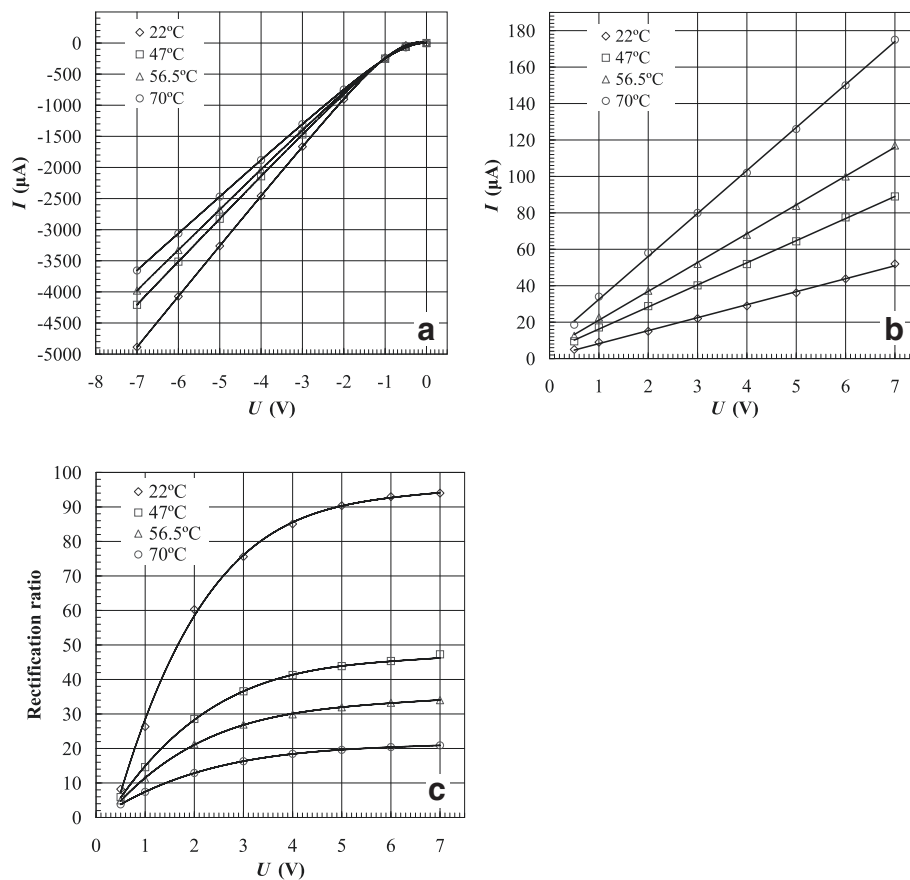 0
-500
-1000
-1500
-2000
-2500
-3000
-3500
-4000
-4500
-5000
I (µA)
22ºC
47ºC
56.5ºC
70ºC
a
-8 -7 -6 -5 -4 -3 -2 -1 0
U (V)
180
160
140
120
100
80
60
40
20
0
I (µA)
22ºC
47ºC
56.5ºC
70ºC
b
0 1 2 3 4 5 6 7
U (V)
100
90
80
70
60
50
40
30
20
10
0
Rectification ratio
22ºC
47ºC
56.5ºC
70ºC
c
0 1 2 3 4 5 6 7
U (V)